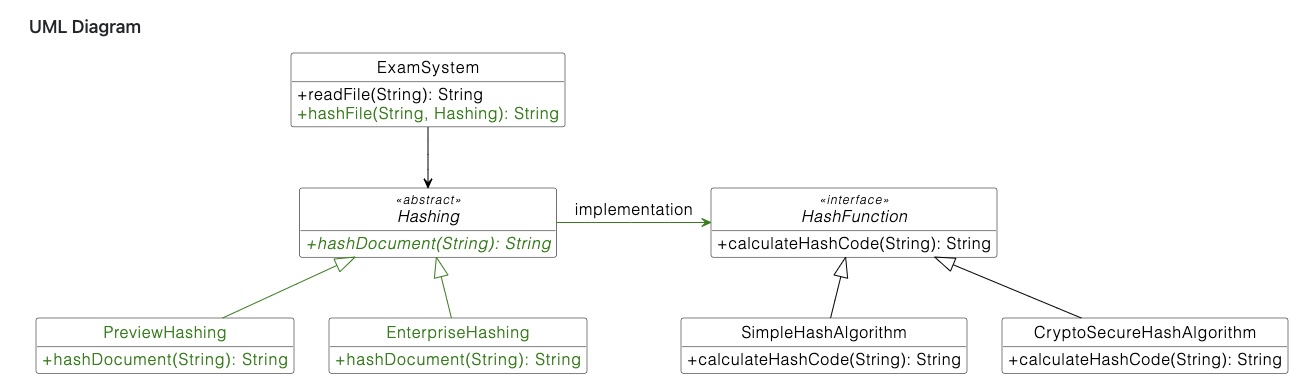 UML Diagram
ExamSystem
+readFile(String): String
+hashFile(String, Hashing): String
«abstract»
Hashing
+hashDocument(String): String
implementation
«interface»
HashFunction
+calculateHashCode(String): String
PreviewHashing
+hashDocument(String): String
EnterpriseHashing
+hashDocument(String): String
SimpleHashAlgorithm
+calculateHashCode(String): String
CryptoSecureHashAlgorithm
+calculateHashCode(String): String